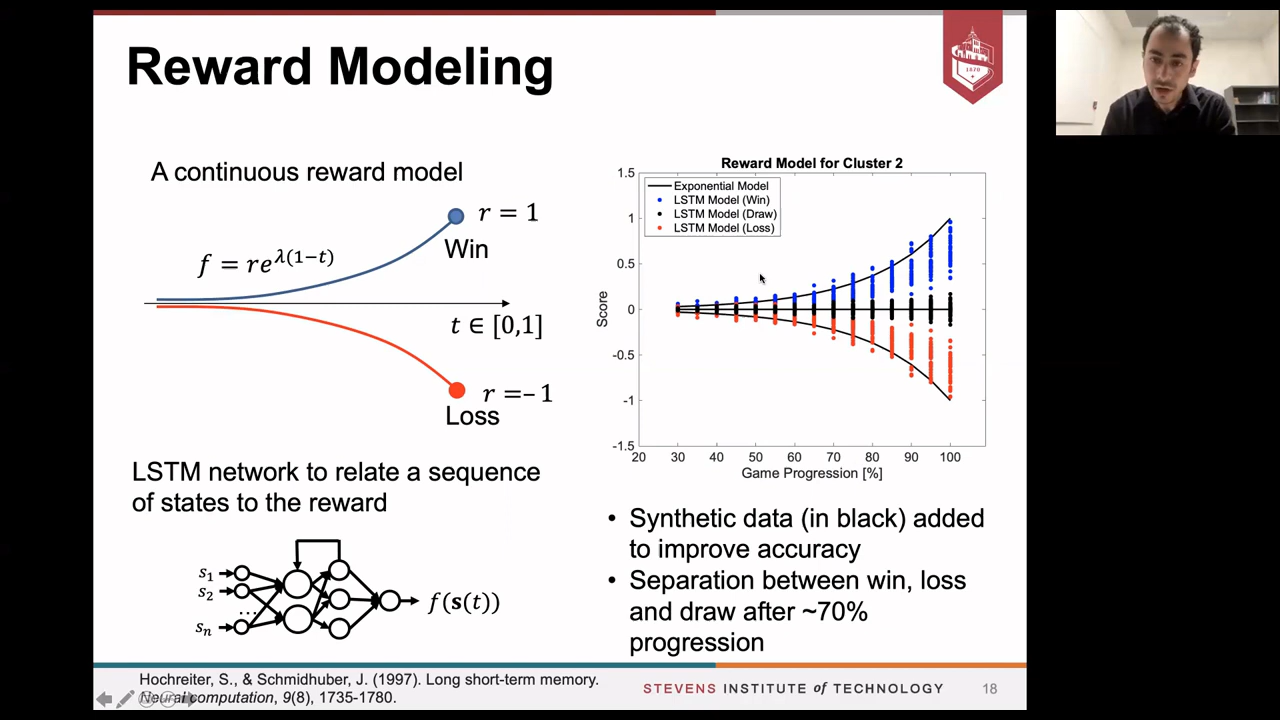 Reward Modeling
A continuous reward model
r = 1
Win
f = re^{λ(1−t)}
t ∈ [0,1]
r =− 1
Loss
LSTM network to relate a sequence
of states to the reward
s₁
s₂
...
sₙ
f(s(t))
Reward Model for Cluster 2
Exponential Model
LSTM Model (Win)
LSTM Model (Draw)
LSTM Model (Loss)
1.5
1
0.5
0
-0.5
-1
-1.5
Score
20 30 40 50 60 70 80 90 100
Game Progression [%]
• Synthetic data (in black) added
to improve accuracy
• Separation between win, loss
and draw after ~70%
progression
Hochreiter, S., & Schmidhuber, J. (1997). Long short-term memory.
Neural computation, 9(8), 1735-1780.
STEVENS INSTITUTE of TECHNOLOGY 18
1870